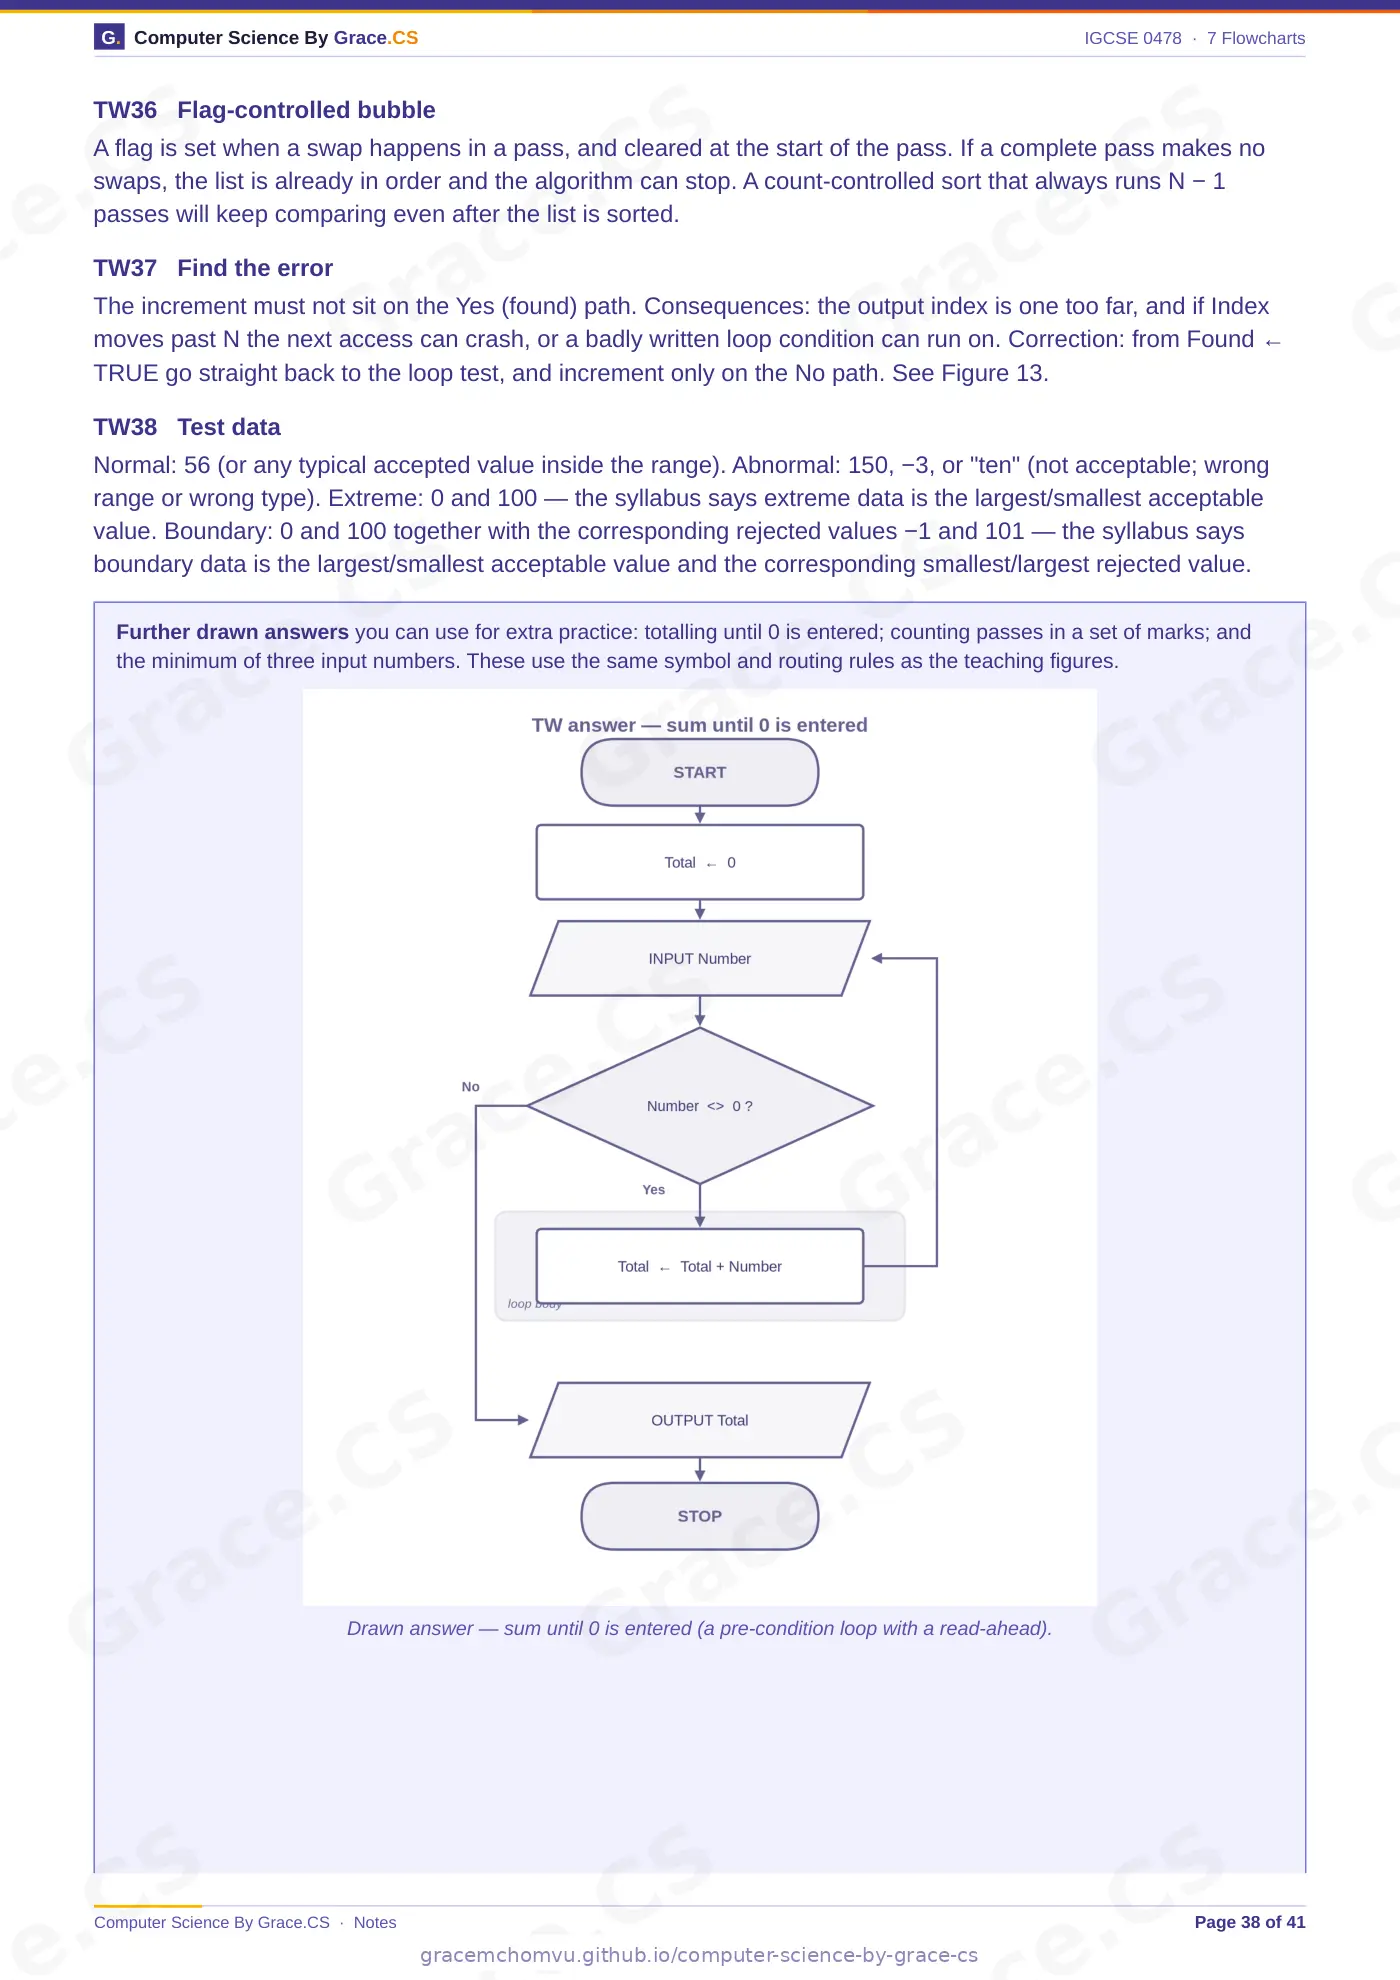 G. Computer Science By Grace.CS
IGCSE 0478 · 7 Flowcharts
TW36 Flag-controlled bubble
A flag is set when a swap happens in a pass, and cleared at the start of the pass. If a complete pass makes no
swaps, the list is already in order and the algorithm can stop. A count-controlled sort that always runs N − 1
passes will keep comparing even after the list is sorted.
TW37 Find the error
The increment must not sit on the Yes (found) path. Consequences: the output index is one too far, and if Index
moves past N the next access can crash, or a badly written loop condition can run on. Correction: from Found ←
TRUE go straight back to the loop test, and increment only on the No path. See Figure 13.
TW38 Test data
Normal: 56 (or any typical accepted value inside the range). Abnormal: 150, −3, or "ten" (not acceptable; wrong
range or wrong type). Extreme: 0 and 100 — the syllabus says extreme data is the largest/smallest acceptable
value. Boundary: 0 and 100 together with the corresponding rejected values −1 and 101 — the syllabus says
boundary data is the largest/smallest acceptable value and the corresponding smallest/largest rejected value.
Further drawn answers you can use for extra practice: totalling until 0 is entered; counting passes in a set of marks; and
the minimum of three input numbers. These use the same symbol and routing rules as the teaching figures.
TW answer — sum until 0 is entered
START
Total ← 0
INPUT Number
No
Number <> 0 ?
Yes
Total ← Total + Number
loop body
OUTPUT Total
STOP
Drawn answer — sum until 0 is entered (a pre-condition loop with a read-ahead).
Computer Science By Grace.CS · Notes
Page 38 of 41
gracemchomvu.github.io/computer-science-by-grace-cs